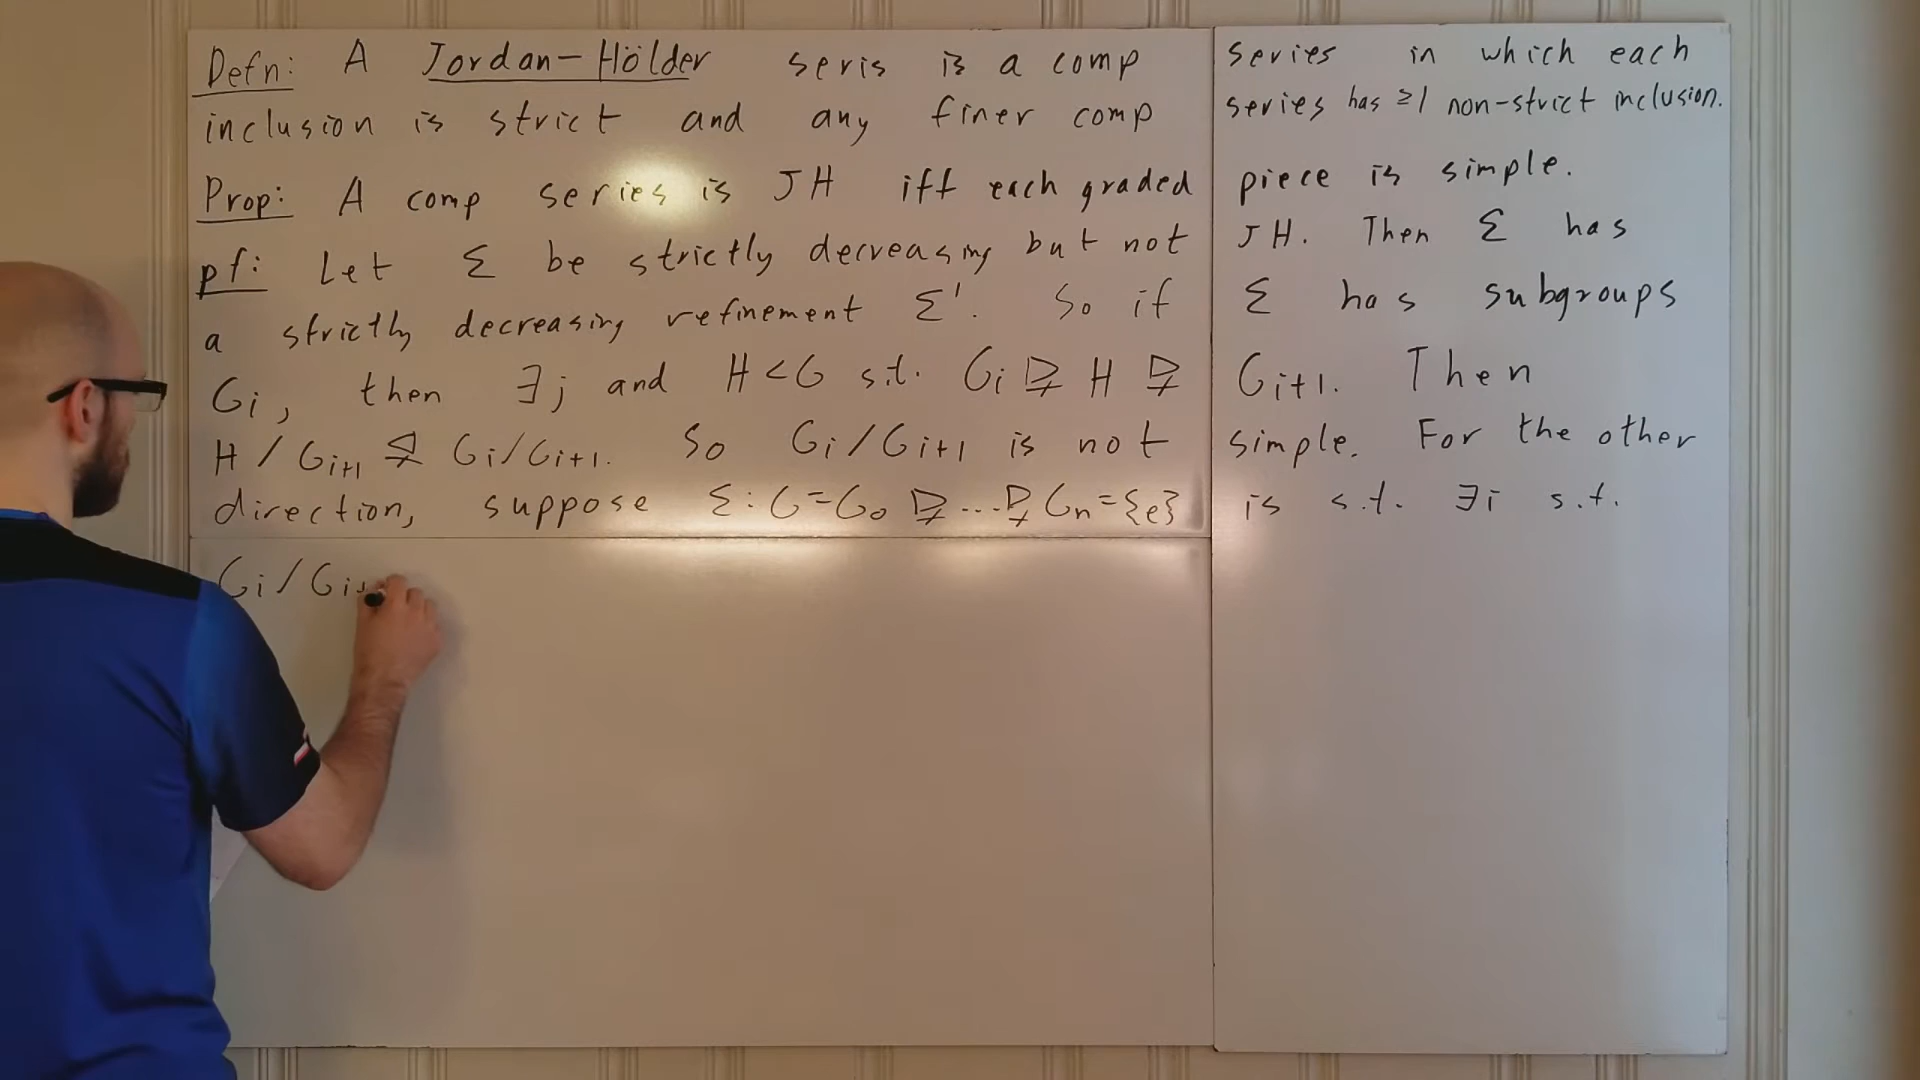 Defn: A Jordan-Hölder seris is a comp series in which each
inclusion is strict and any finer comp series has ≥1 non-strict inclusion.
Prop: A comp series is JH iff each graded piece is simple.
pf: Let Σ be strictly decreasing but not JH. Then Σ has
a strictly decreasing refinement Σ'. So if Σ has subgroups
Gi, then ∃j and H<G s.t. Gi ⋭ H ⋭ Gi+1. Then
H/Gi+1 ⋬ Gi/Gi+1. So Gi/Gi+1 is not simple. For the other
direction, suppose Σ: G=G0 ⋭ ... ⋭ Gn={e} is s.t. ∃i s.t.
Gi/Gi+